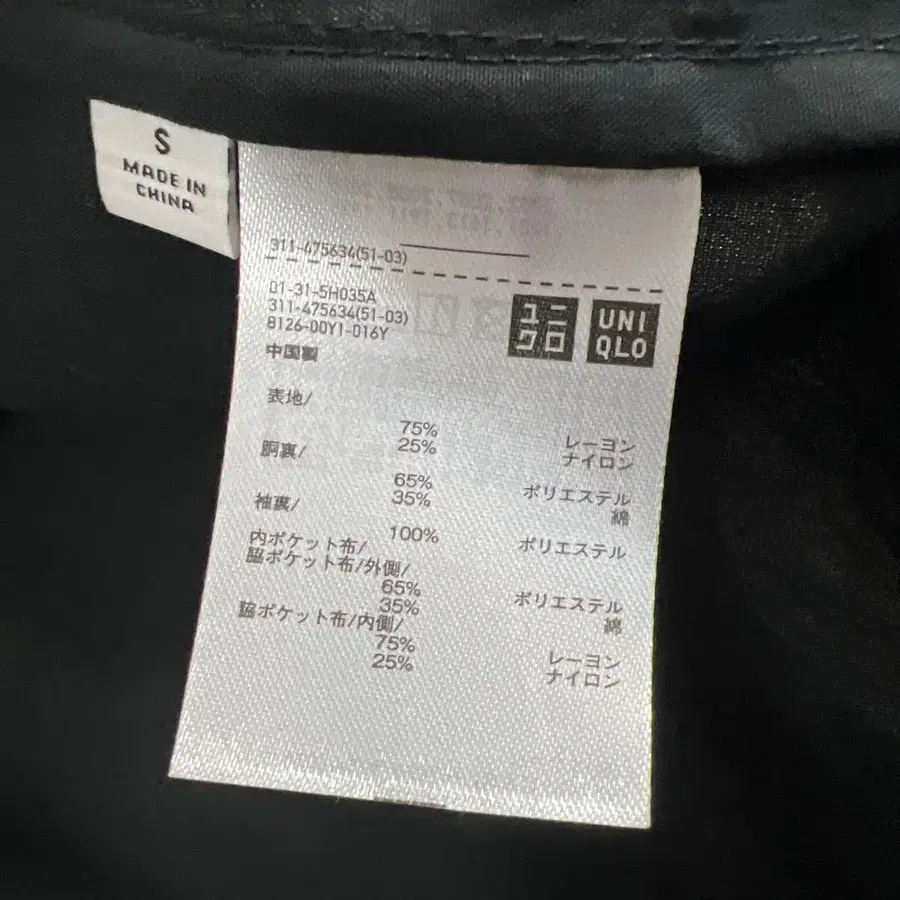 S
MADE IN
CHINA
311-475634(51-03)
01-31-5H035A
311-475634(51-03)
8126-00Y1-016Y
中国製
ユニ
クロ
UNI
QLO
表地/
75% レーヨン
25% ナイロン
胴裏/
65% ポリエステル
35% 綿
袖裏/
100% ポリエステル
内ポケット布/
脇ポケット布/外側/
65% ポリエステル
35% 綿
脇ポケット布/内側/
75% レーヨン
25% ナイロン